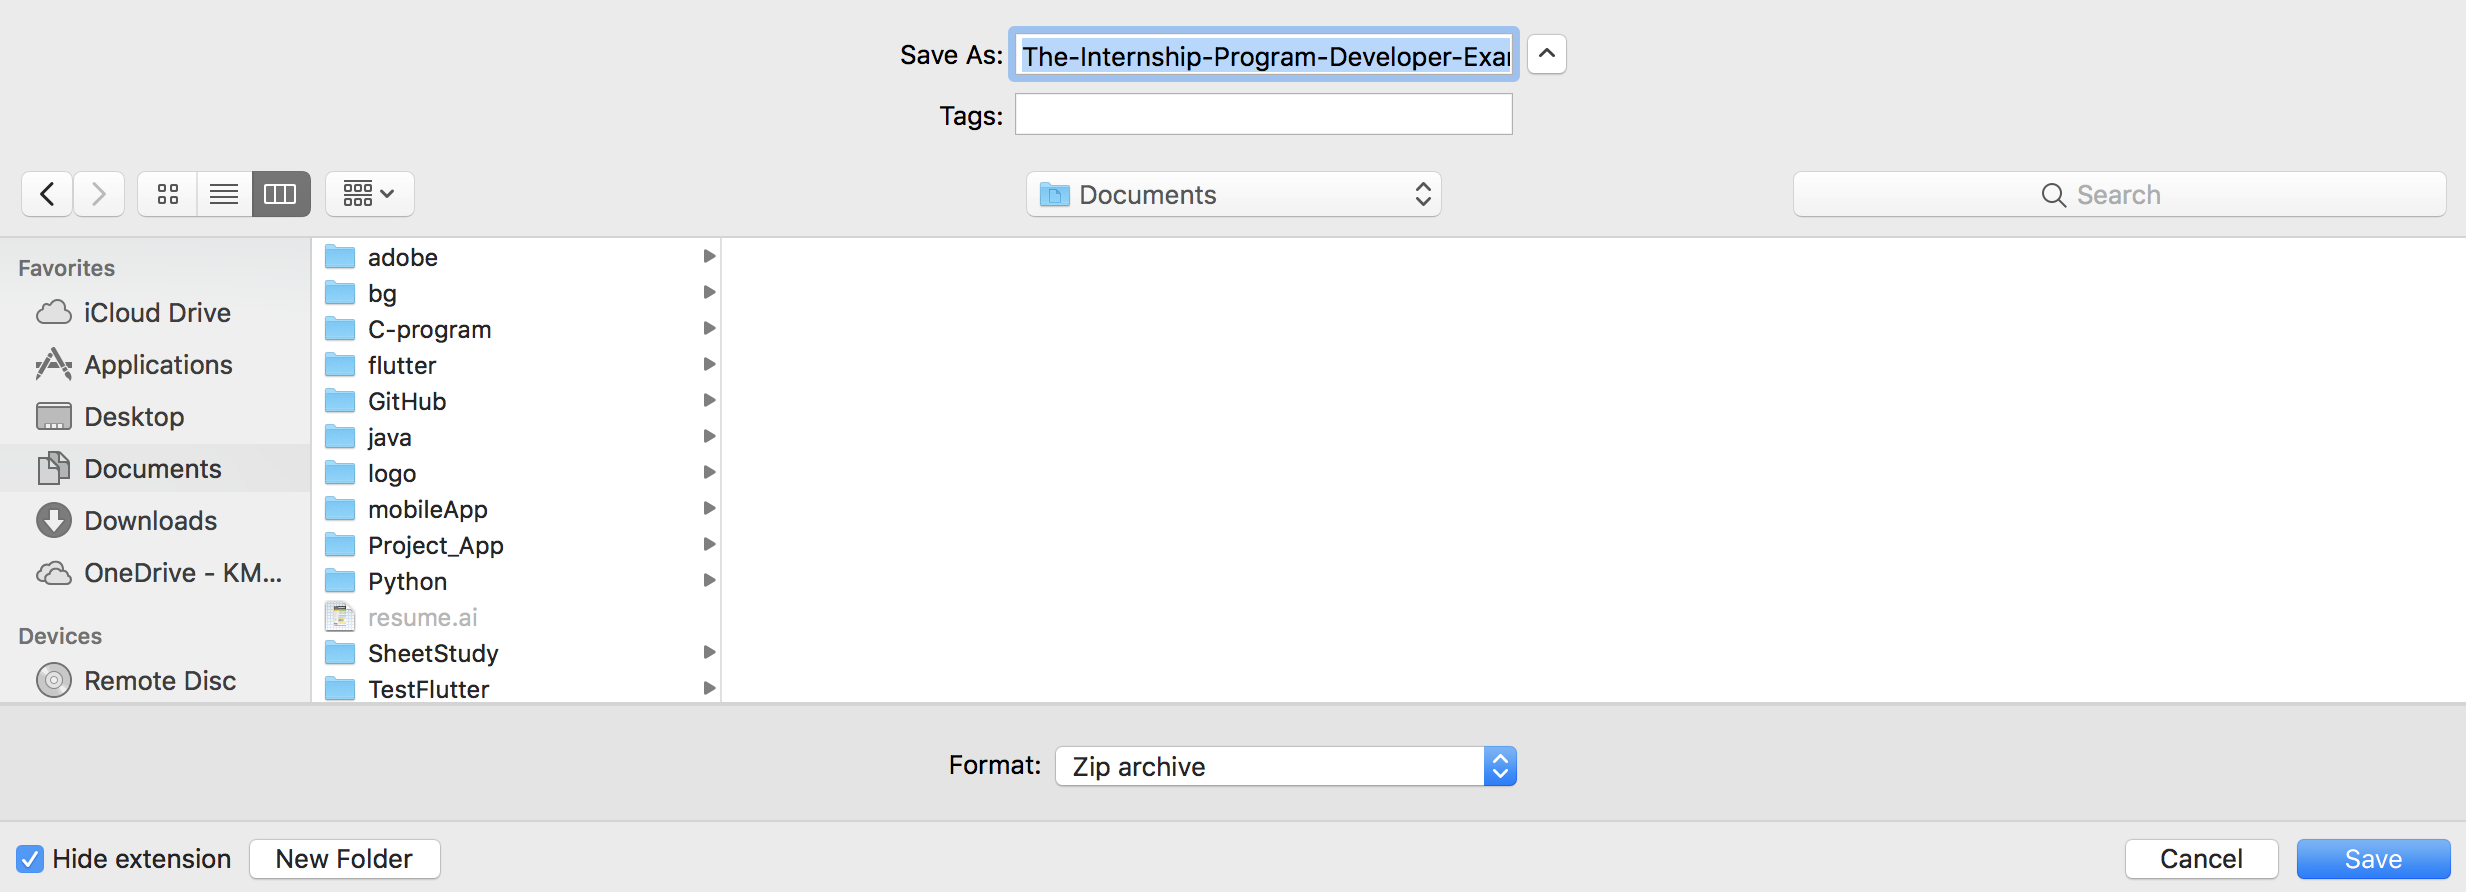 Save As: The-Internship-Program-Developer-Exa
Tags:
Documents
Search
Favorites
iCloud Drive
Applications
Desktop
Documents
Downloads
OneDrive - KM...
Devices
Remote Disc
adobe
bg
C-program
flutter
GitHub
java
logo
mobileApp
Project_App
Python
resume.ai
SheetStudy
TestFlutter
Format: Zip archive
Hide extension
New Folder
Cancel
Save